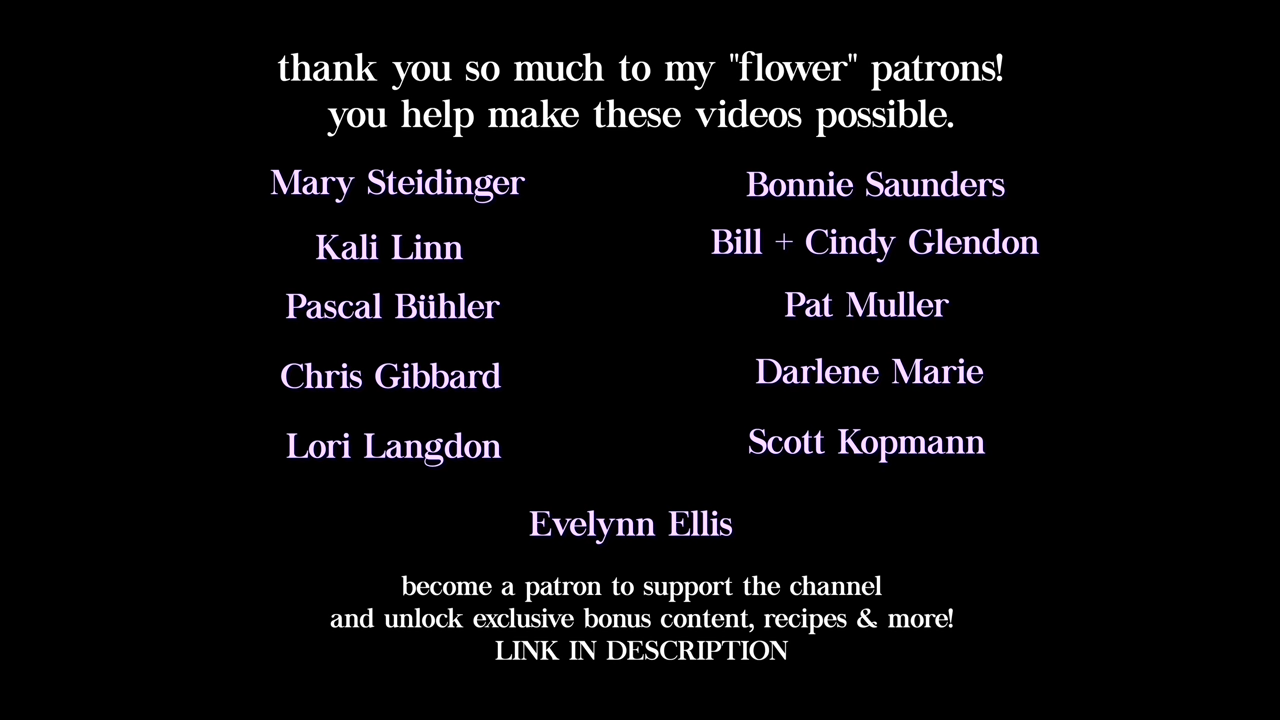 thank you so much to my "flower" patrons!
you help make these videos possible.
Mary Steidinger
Bonnie Saunders
Kali Linn
Bill + Cindy Glendon
Pascal Bühler
Pat Muller
Chris Gibbard
Darlene Marie
Lori Langdon
Scott Kopmann
Evelynn Ellis
become a patron to support the channel
and unlock exclusive bonus content, recipes & more!
LINK IN DESCRIPTION